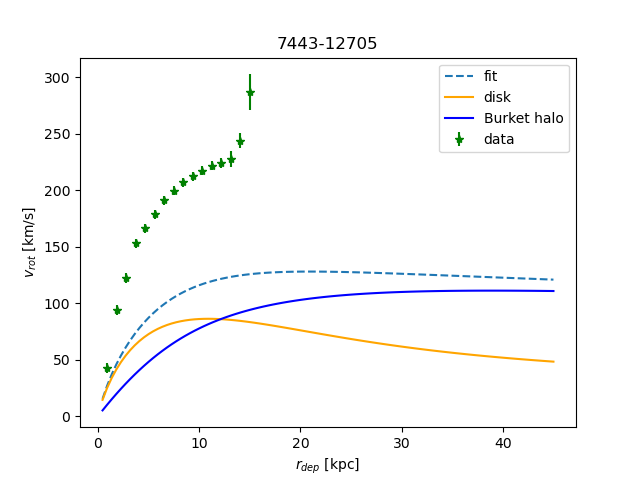 7443-12705
300
250
200
150
100
50
0
v_rot [km/s]
fit
disk
Burket halo
data
0 10 20 30 40
r_dep [kpc]